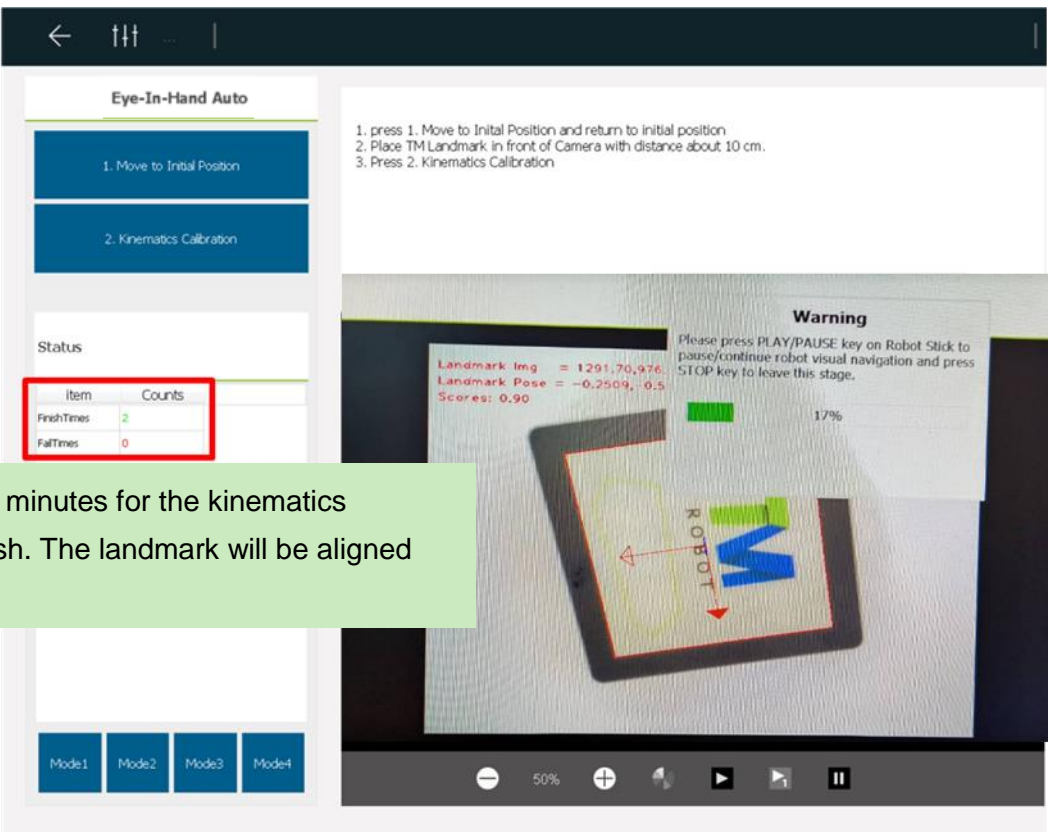 ...
Eye-In-Hand Auto
1. Move to Initial Position
2. Kinematics Calibration
1. press 1. Move to Inital Position and return to initial position
2. Place TM Landmark in front of Camera with distance about 10 cm.
3. Press 2. Kinematics Calibration
Status
Item Counts
FinishTimes 2
FailTimes 0
minutes for the kinematics
sh. The landmark will be aligned
Warning
Please press PLAY/PAUSE key on Robot Stick to
pause/continue robot visual navigation and press
STOP key to leave this stage.
17%
Landmark Img = 1291,70,976.
Landmark Pose = -0.2509, -0.5
Scores: 0.90
TM
ROBOT
Mode1 Mode2 Mode3 Mode4
50%
1